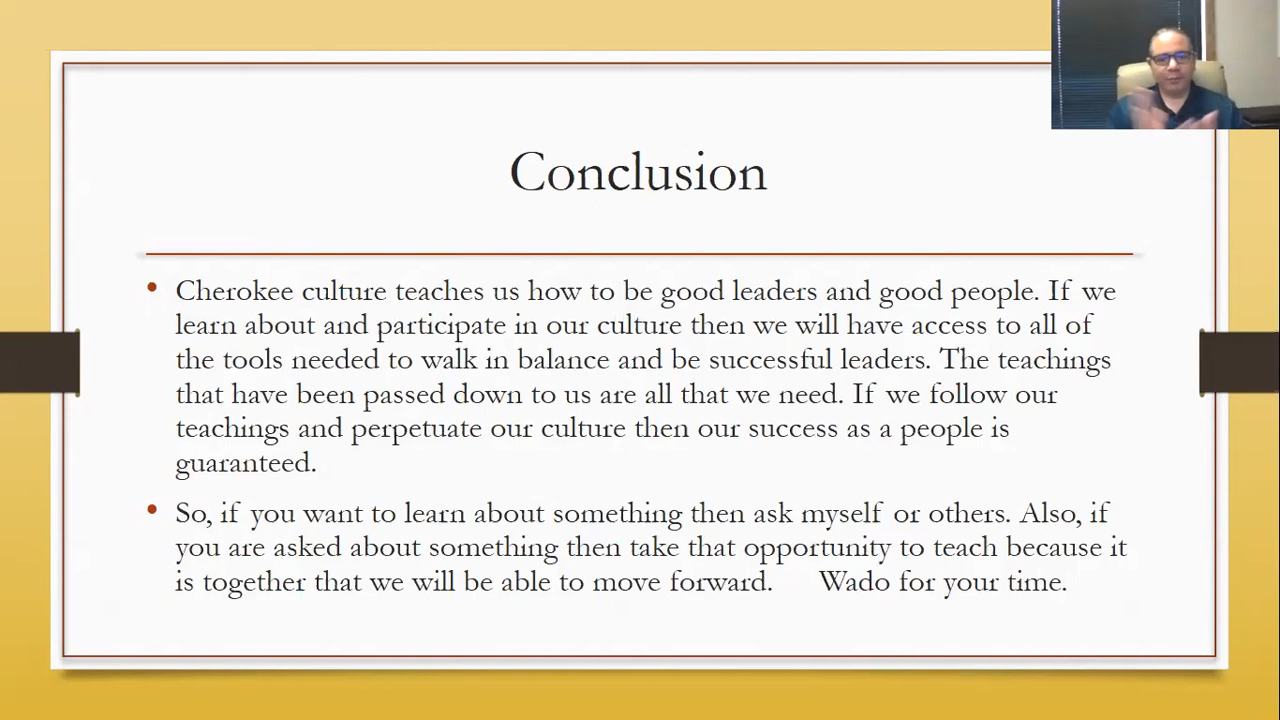 Conclusion
• Cherokee culture teaches us how to be good leaders and good people. If we
learn about and participate in our culture then we will have access to all of
the tools needed to walk in balance and be successful leaders. The teachings
that have been passed down to us are all that we need. If we follow our
teachings and perpetuate our culture then our success as a people is
guaranteed.
• So, if you want to learn about something then ask myself or others. Also, if
you are asked about something then take that opportunity to teach because it
is together that we will be able to move forward. Wado for your time.